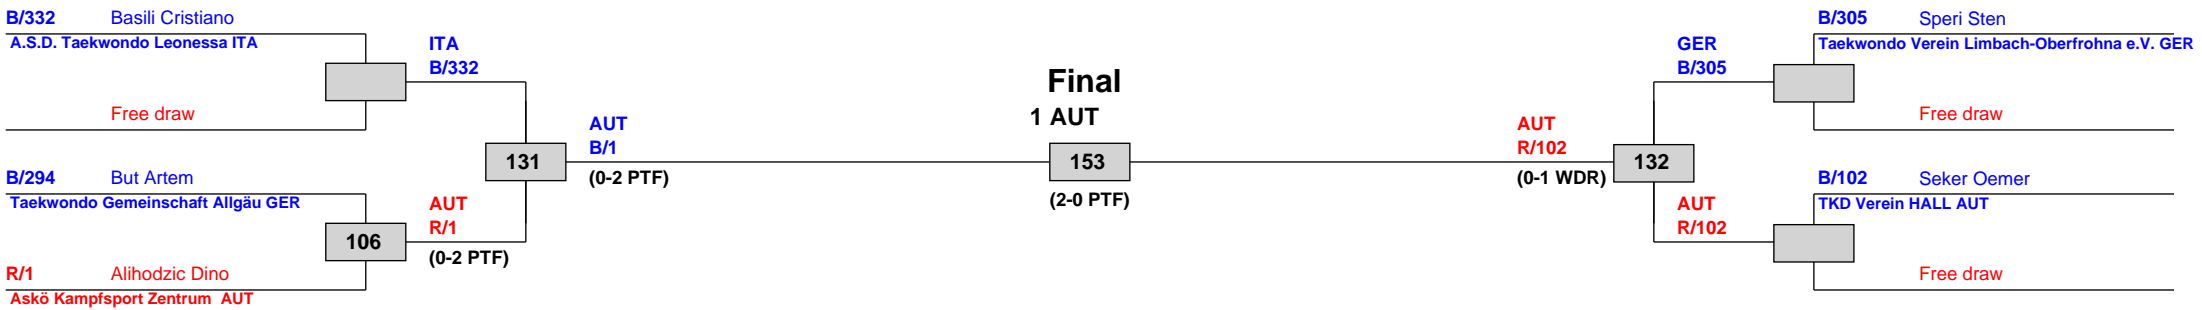 B/332 Basili Cristiano
A.S.D. Taekwondo Leonessa ITA
Free draw
ITA
B/332
B/294 But Artem
Taekwondo Gemeinschaft Allgäu GER
106
R/1 Alihodzic Dino
Askö Kampfsport Zentrum AUT
AUT
R/1
(0-2 PTF)
131
AUT
B/1
(0-2 PTF)
Final
1 AUT
153
(2-0 PTF)
AUT
R/102
(0-1 WDR)
132
GER
B/305
AUT
R/102
B/305 Speri Sten
Taekwondo Verein Limbach-Oberfrohna e.V. GER
Free draw
B/102 Seker Oemer
TKD Verein HALL AUT
Free draw